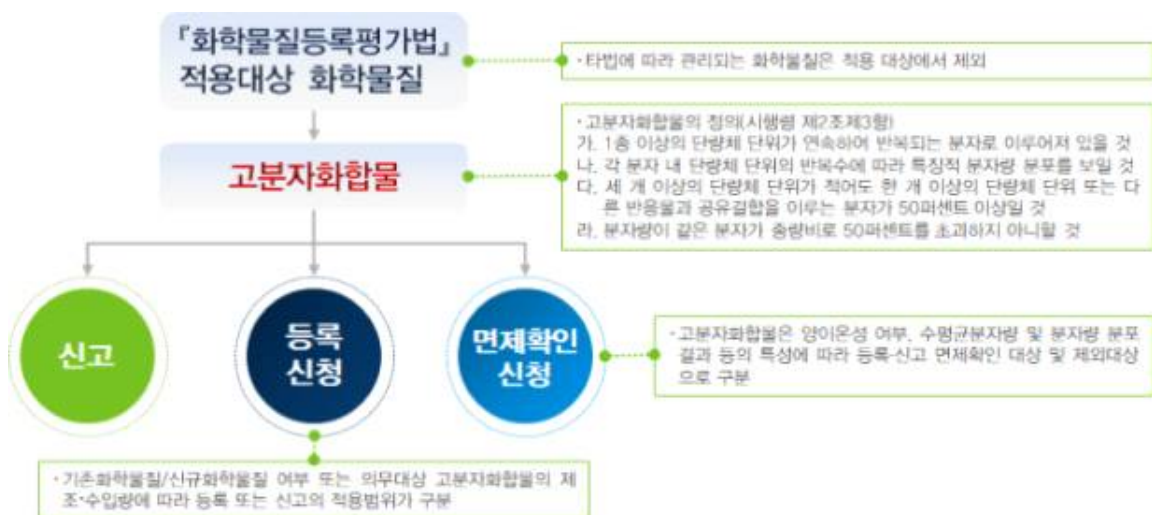 『화학물질등록평가법』
적용대상 화학물질
·타법에 따라 관리되는 화학물질은 적용 대상에서 제외
고분자화합물
·고분자화합물의 정의(시행령 제2조제3항)
가. 1종 이상의 단량체 단위가 연속하여 반복되는 분자로 이루어져 있을 것
나. 각 분자 내 단량체 단위의 반복수에 따라 특징적 분자량 분포를 보일 것
다. 세 개 이상의 단량체 단위가 적어도 한 개 이상의 단량체 단위 또는 다
른 반응물과 공유결합을 이루는 분자가 50퍼센트 이상일 것
라. 분자량이 같은 분자가 중량비로 50퍼센트를 초과하지 아니할 것
신고
등록
신청
면제확인
신청
·고분자화합물은 양이온성 여부, 수평균분자량 및 분자량 분포
결과 등의 특성에 따라 등록·신고 면제확인 대상 및 제외대상
으로 구분
·기존화학물질/신규화학물질 여부 또는 의무대상 고분자화합물의 제
조·수입량에 따라 등록 또는 신고의 적용범위가 구분